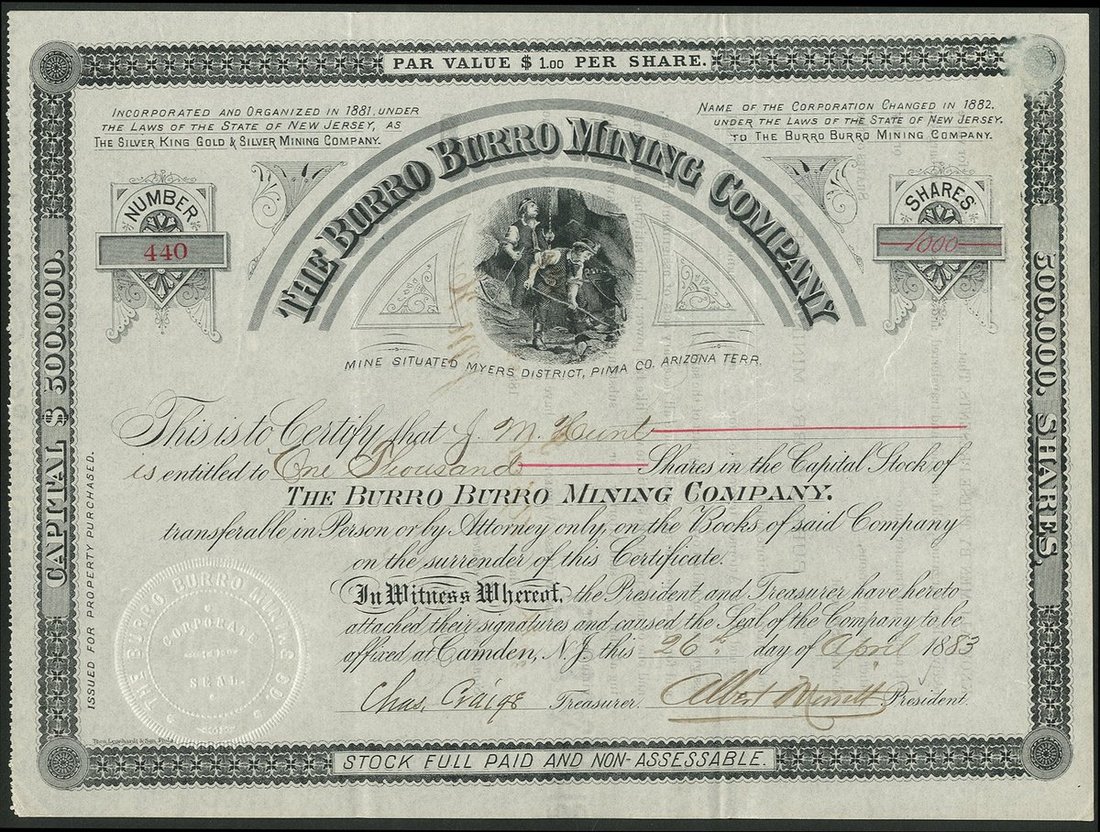 PAR VALUE $ 1.00 PER SHARE.
INCORPORATED AND ORGANIZED IN 1881, UNDER
THE LAWS OF THE STATE OF NEW JERSEY, AS
THE SILVER KING GOLD & SILVER MINING COMPANY.
NAME OF THE CORPORATION CHANGED IN 1882.
UNDER THE LAWS OF THE STATE OF NEW JERSEY.
TO THE BURRO BURRO MINING COMPANY.
THE BURRO BURRO MINING COMPANY
NUMBER
440
SHARES
1000
CAPITAL $ 500.000.
500.000. SHARES.
MINE SITUATED MYERS DISTRICT, PIMA CO. ARIZONA TERR.
This is to Certify that J. M. Hunt
is entitled to One Thousand Shares in the Capital Stock of
THE BURRO BURRO MINING COMPANY.
transferable in Person or by Attorney only, on the Books of said Company
on the surrender of this Certificate.
In Witness Whereof, the President and Treasurer have hereto
attached their signatures and caused the Seal of the Company to be
affixed at Camden, N.J. this 26th day of April 1883
Chas. Craige Treasurer. Albert Merritt President.
ISSUED FOR PROPERTY PURCHASED.
THE BURRO BURRO MINING CO.
CORPORATE
SEAL
STOCK FULL PAID AND NON-ASSESSABLE.